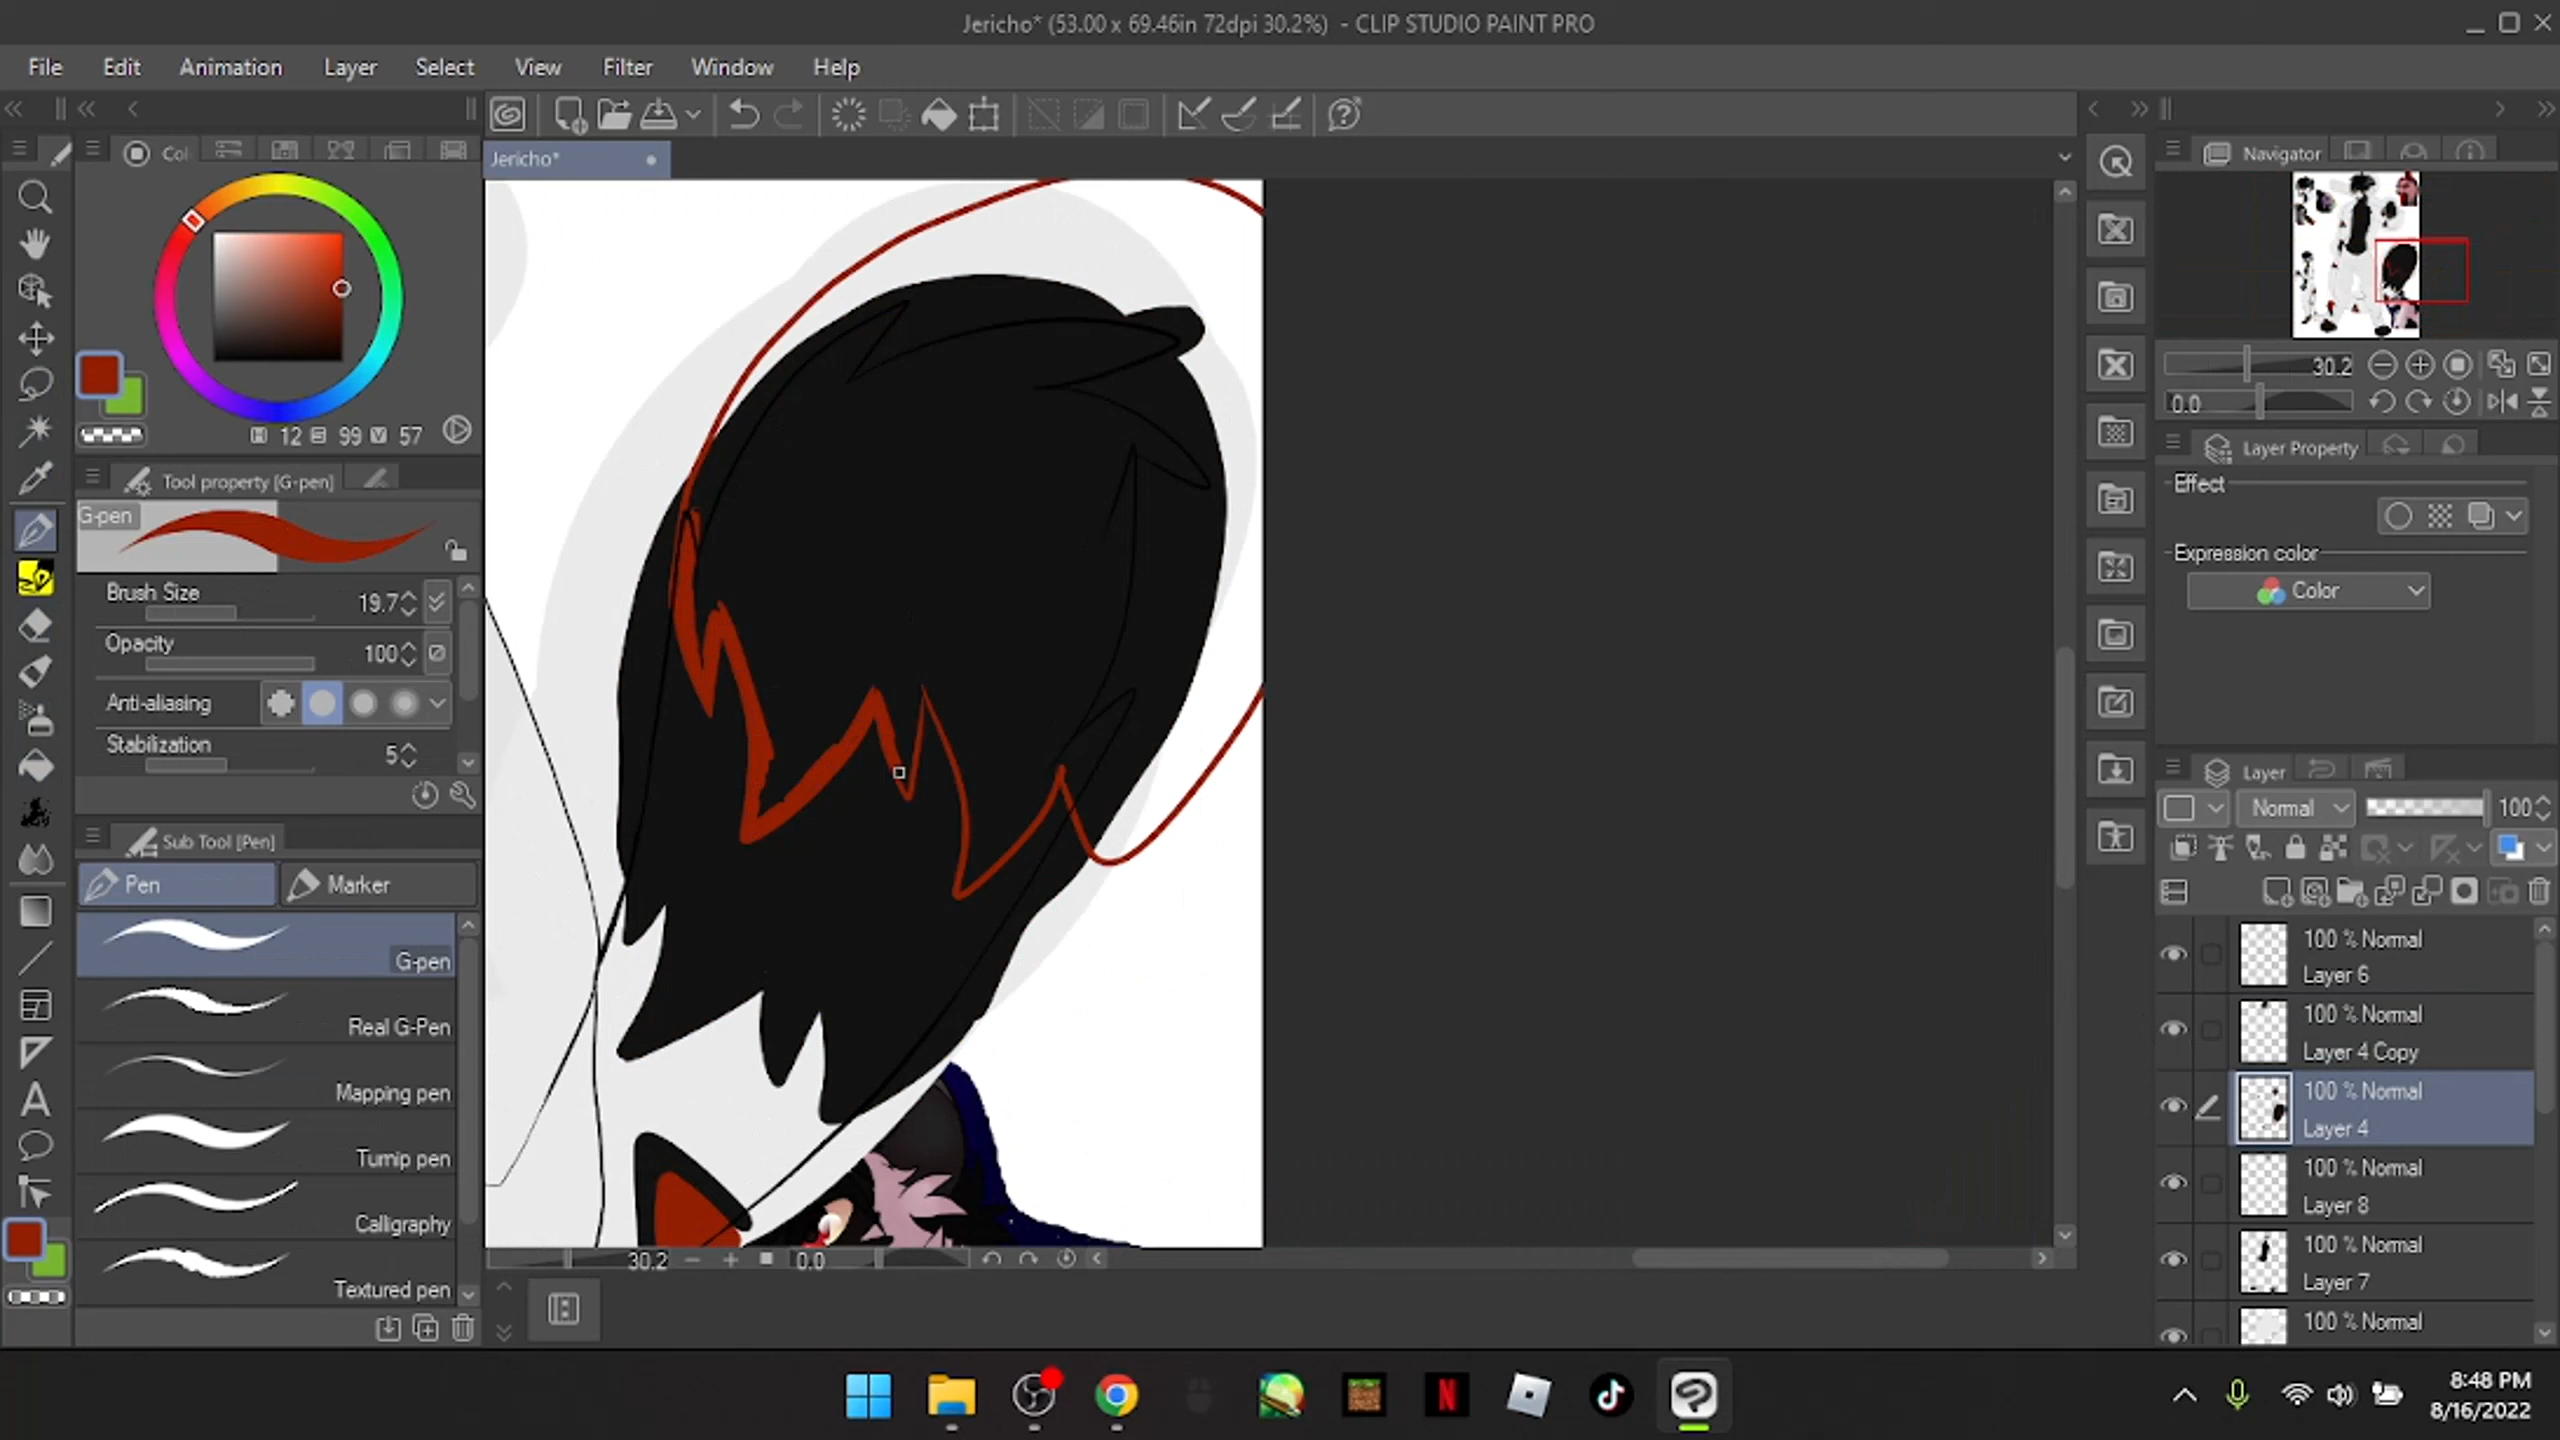 Jericho* (53.00 x 69.46in 72dpi 30.2%) - CLIP STUDIO PAINT PRO
File Edit Animation Layer Select View Filter Window Help
Col
Jericho*
Navigator
12 99 57
30.2
0.0
Tool property [G-pen]
G-pen
Brush Size 19.7
Opacity 100
Anti-aliasing
Stabilization 5
Layer Property
Effect
Expression color
Color
Sub Tool [Pen]
Pen Marker
G-pen
Real G-Pen
Mapping pen
Turnip pen
Calligraphy
Textured pen
Layer
Normal 100
100 % Normal
Layer 6
100 % Normal
Layer 4 Copy
100 % Normal
Layer 4
100 % Normal
Layer 8
100 % Normal
Layer 7
100 % Normal
30.2 0.0
8:48 PM
8/16/2022